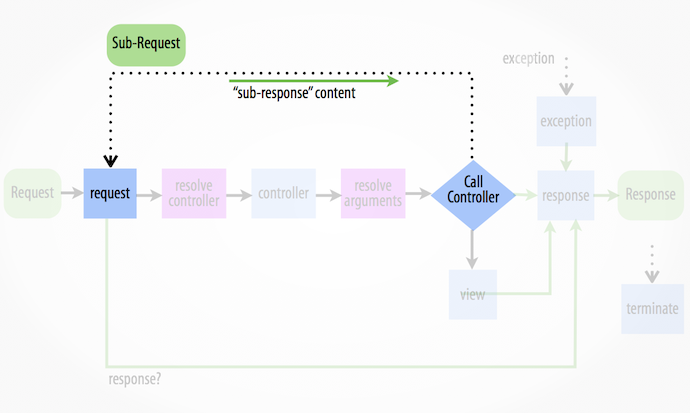 Sub-Request
exception
“sub-response” content
exception
Request
request
resolve
controller
controller
resolve
arguments
Call
Controller
response
Response
view
terminate
response?